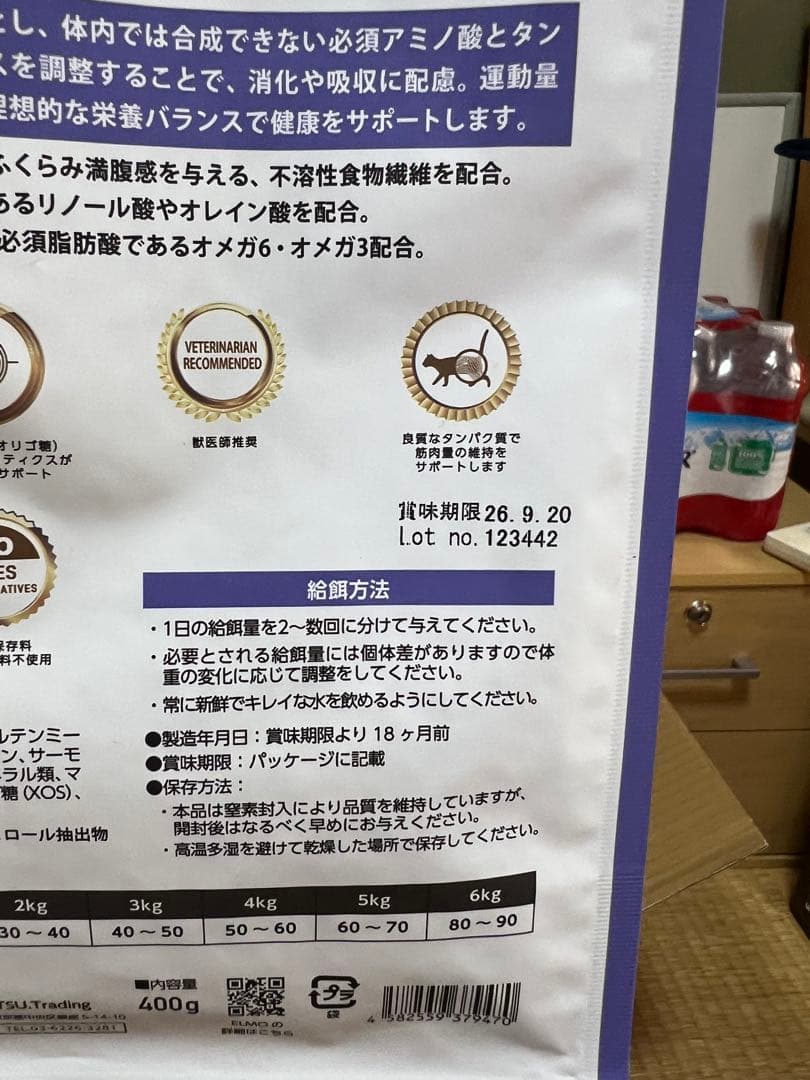 とし、体内では合成できない必須アミノ酸とタン
スを調整することで、消化や吸収に配慮。運動量
理想的な栄養バランスで健康をサポートします。
ふくらみ満腹感を与える、不溶性食物繊維を配合。
あるリノール酸やオレイン酸を配合。
必須脂肪酸であるオメガ6・オメガ3配合。
VETERINARIAN
RECOMMENDED
獣医師推奨
良質なタンパク質で
筋肉量の維持を
サポートします
オリゴ糖)
ティクスが
サポート
賞味期限26.9.20
Lot no. 123442
O
ES
ATIVES
保存料
料不使用
給餌方法
・1日の給餌量を2〜数回に分けて与えてください。
・必要とされる給餌量には個体差がありますので体
重の変化に応じて調整をしてください。
・常に新鮮でキレイな水を飲めるようにしてください。
ルテンミー
ン、サーモ
ラル類、マ
糖(XOS)、
ロール抽出物
●製造年月日：賞味期限より18ヶ月前
●賞味期限：パッケージに記載
●保存方法：
・本品は窒素封入により品質を維持していますが、
開封後はなるべく早めにお与えください。
・高温多湿を避けて乾燥した場所で保存してください。
2kg 3kg 4kg 5kg 6kg
30〜40 40〜50 50〜60 60〜70 80〜90
TSU.Trading
5-14-10
TEL.03-6226-3281
■内容量
400g
ELMOの
詳細はこちら
プラ
袋
4 582559 379470
R
100%